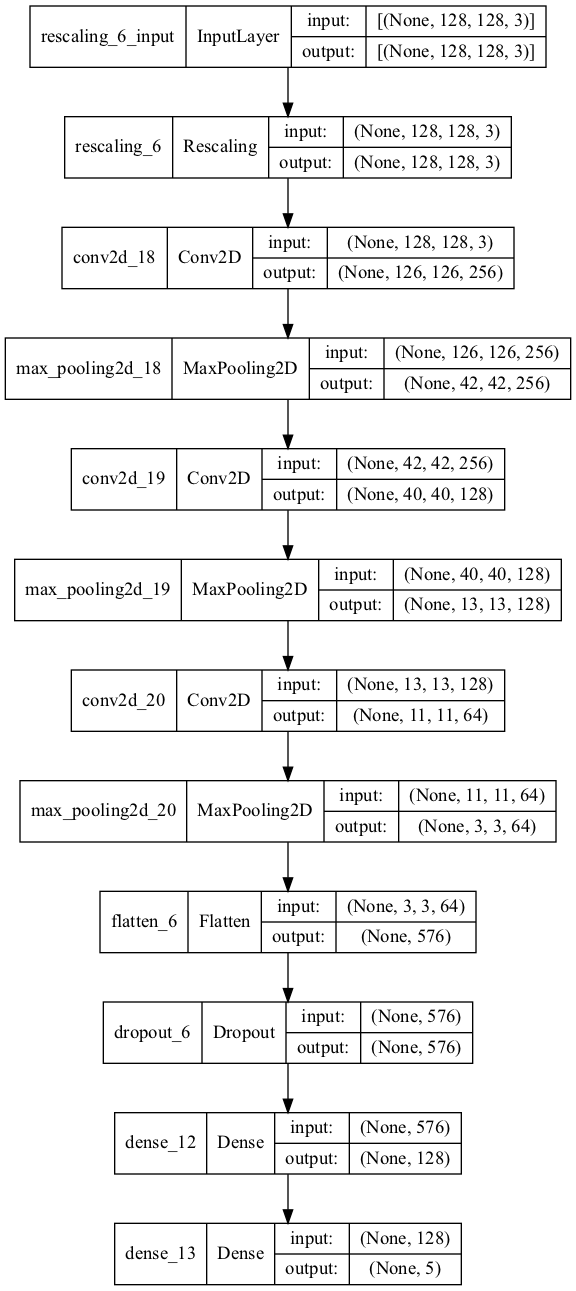 rescaling_6_input InputLayer input: [(None, 128, 128, 3)]
output: [(None, 128, 128, 3)]
rescaling_6 Rescaling input: (None, 128, 128, 3)
output: (None, 128, 128, 3)
conv2d_18 Conv2D input: (None, 128, 128, 3)
output: (None, 126, 126, 256)
max_pooling2d_18 MaxPooling2D input: (None, 126, 126, 256)
output: (None, 42, 42, 256)
conv2d_19 Conv2D input: (None, 42, 42, 256)
output: (None, 40, 40, 128)
max_pooling2d_19 MaxPooling2D input: (None, 40, 40, 128)
output: (None, 13, 13, 128)
conv2d_20 Conv2D input: (None, 13, 13, 128)
output: (None, 11, 11, 64)
max_pooling2d_20 MaxPooling2D input: (None, 11, 11, 64)
output: (None, 3, 3, 64)
flatten_6 Flatten input: (None, 3, 3, 64)
output: (None, 576)
dropout_6 Dropout input: (None, 576)
output: (None, 576)
dense_12 Dense input: (None, 576)
output: (None, 128)
dense_13 Dense input: (None, 128)
output: (None, 5)